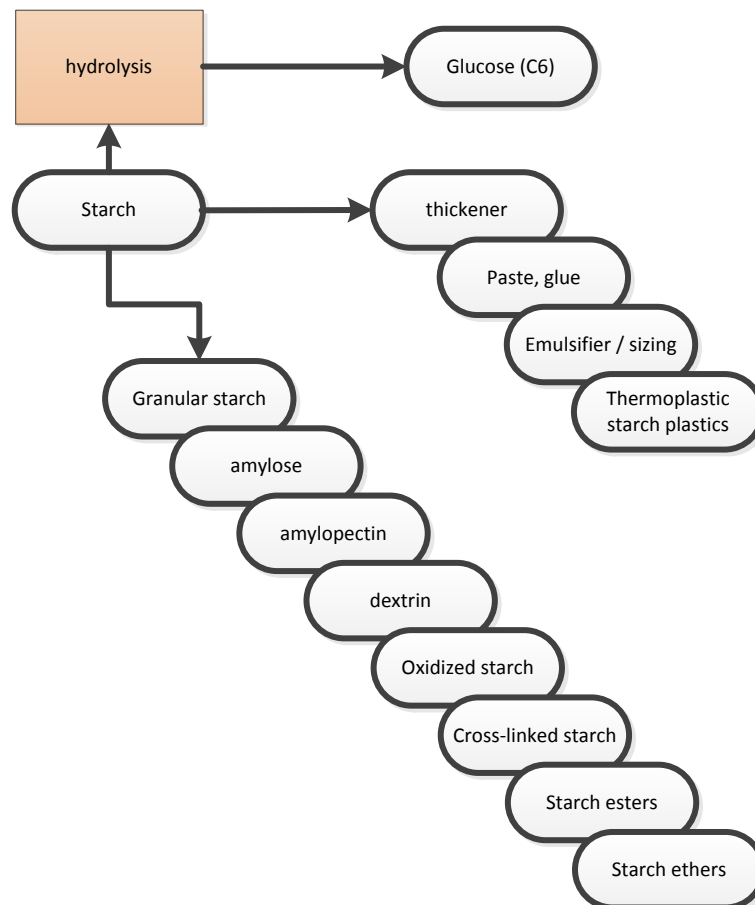 hydrolysis
Glucose (C6)
Starch
thickener
Paste, glue
Emulsifier / sizing
Thermoplastic
starch plastics
Granular starch
amylose
amylopectin
dextrin
Oxidized starch
Cross-linked starch
Starch esters
Starch ethers